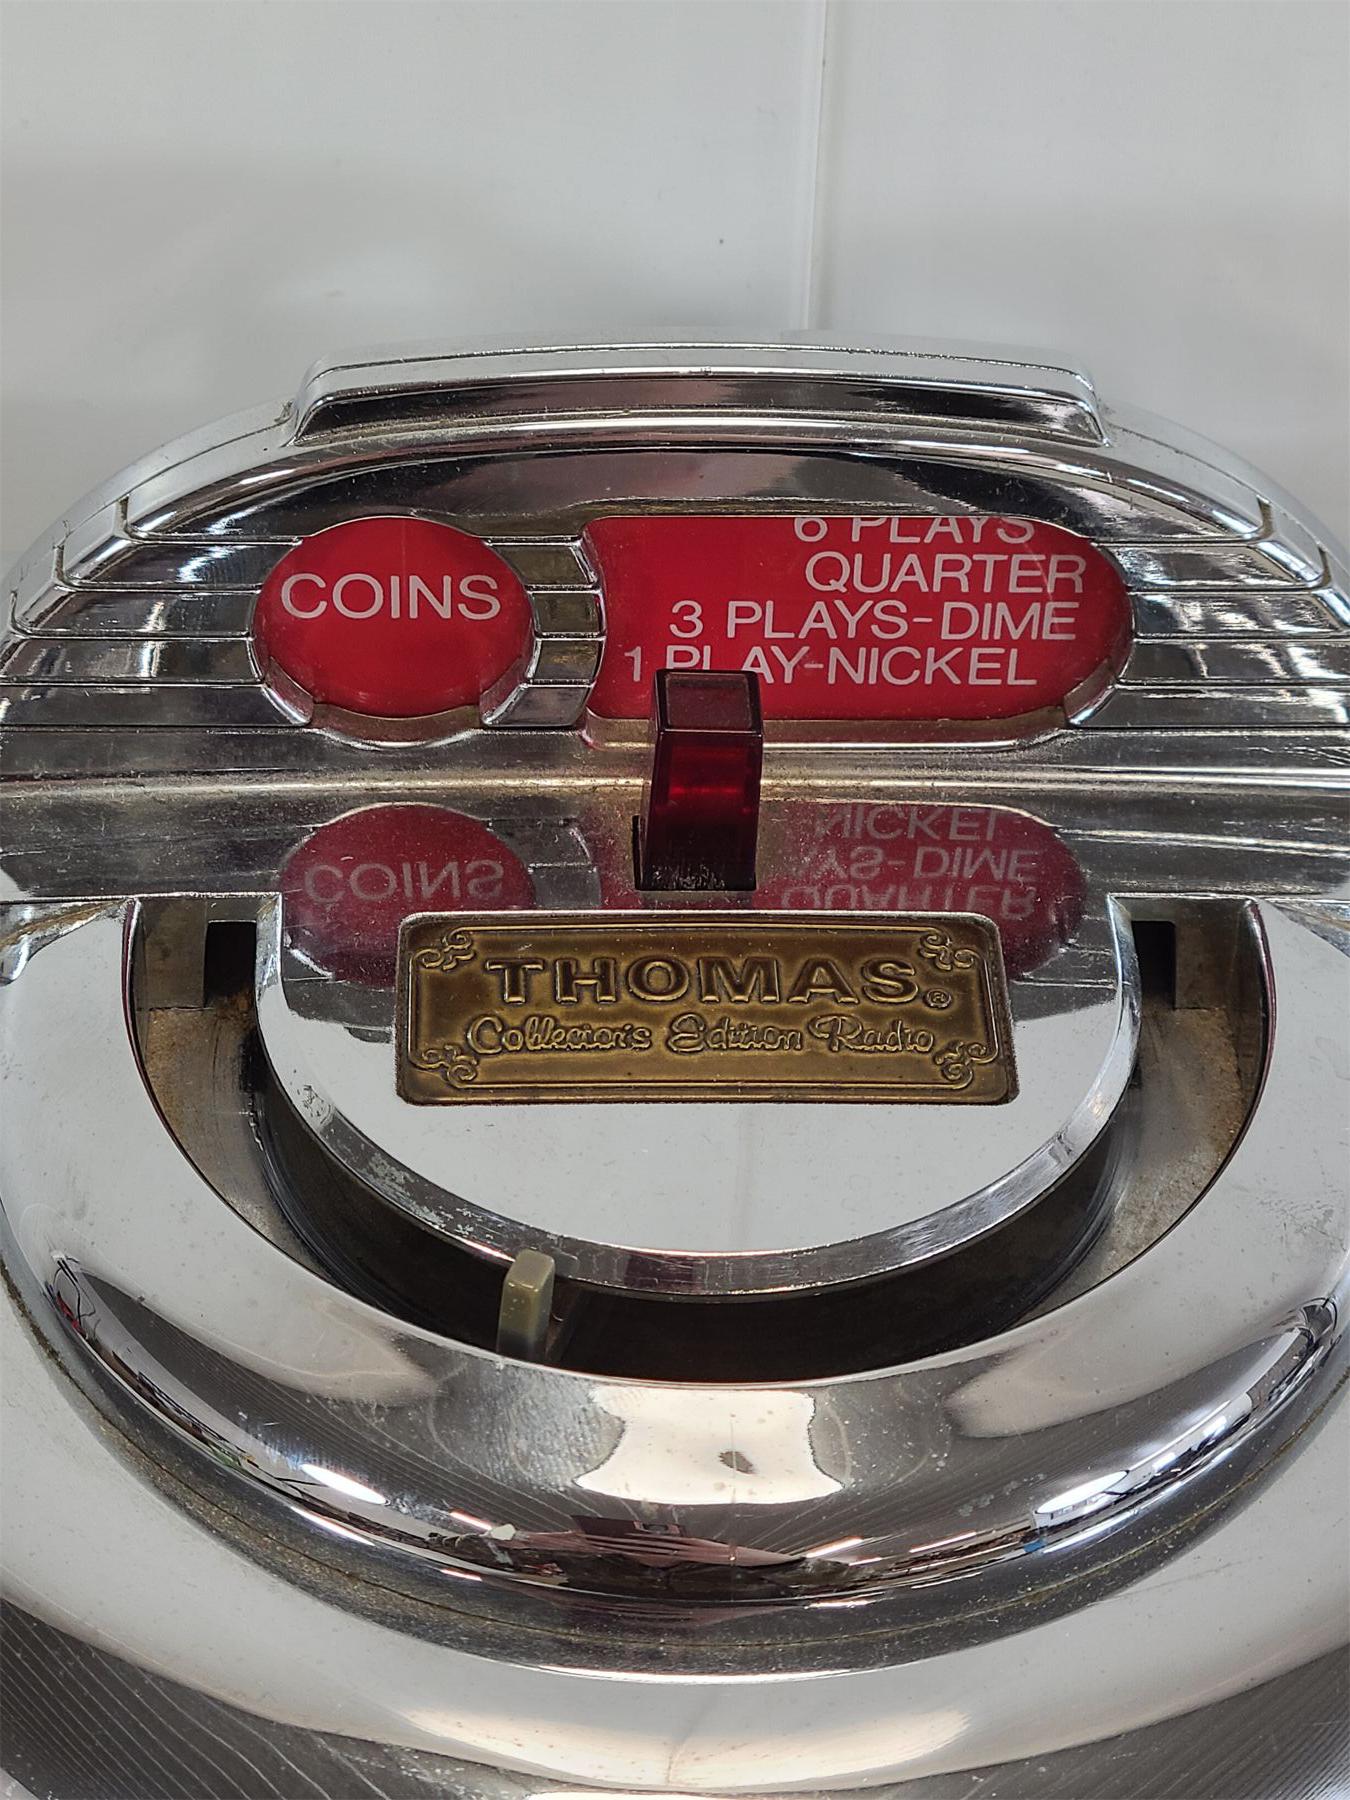 COINS
6 PLAYS
QUARTER
3 PLAYS-DIME
1 PLAY-NICKEL
THOMAS®
Collector's Edition Radio